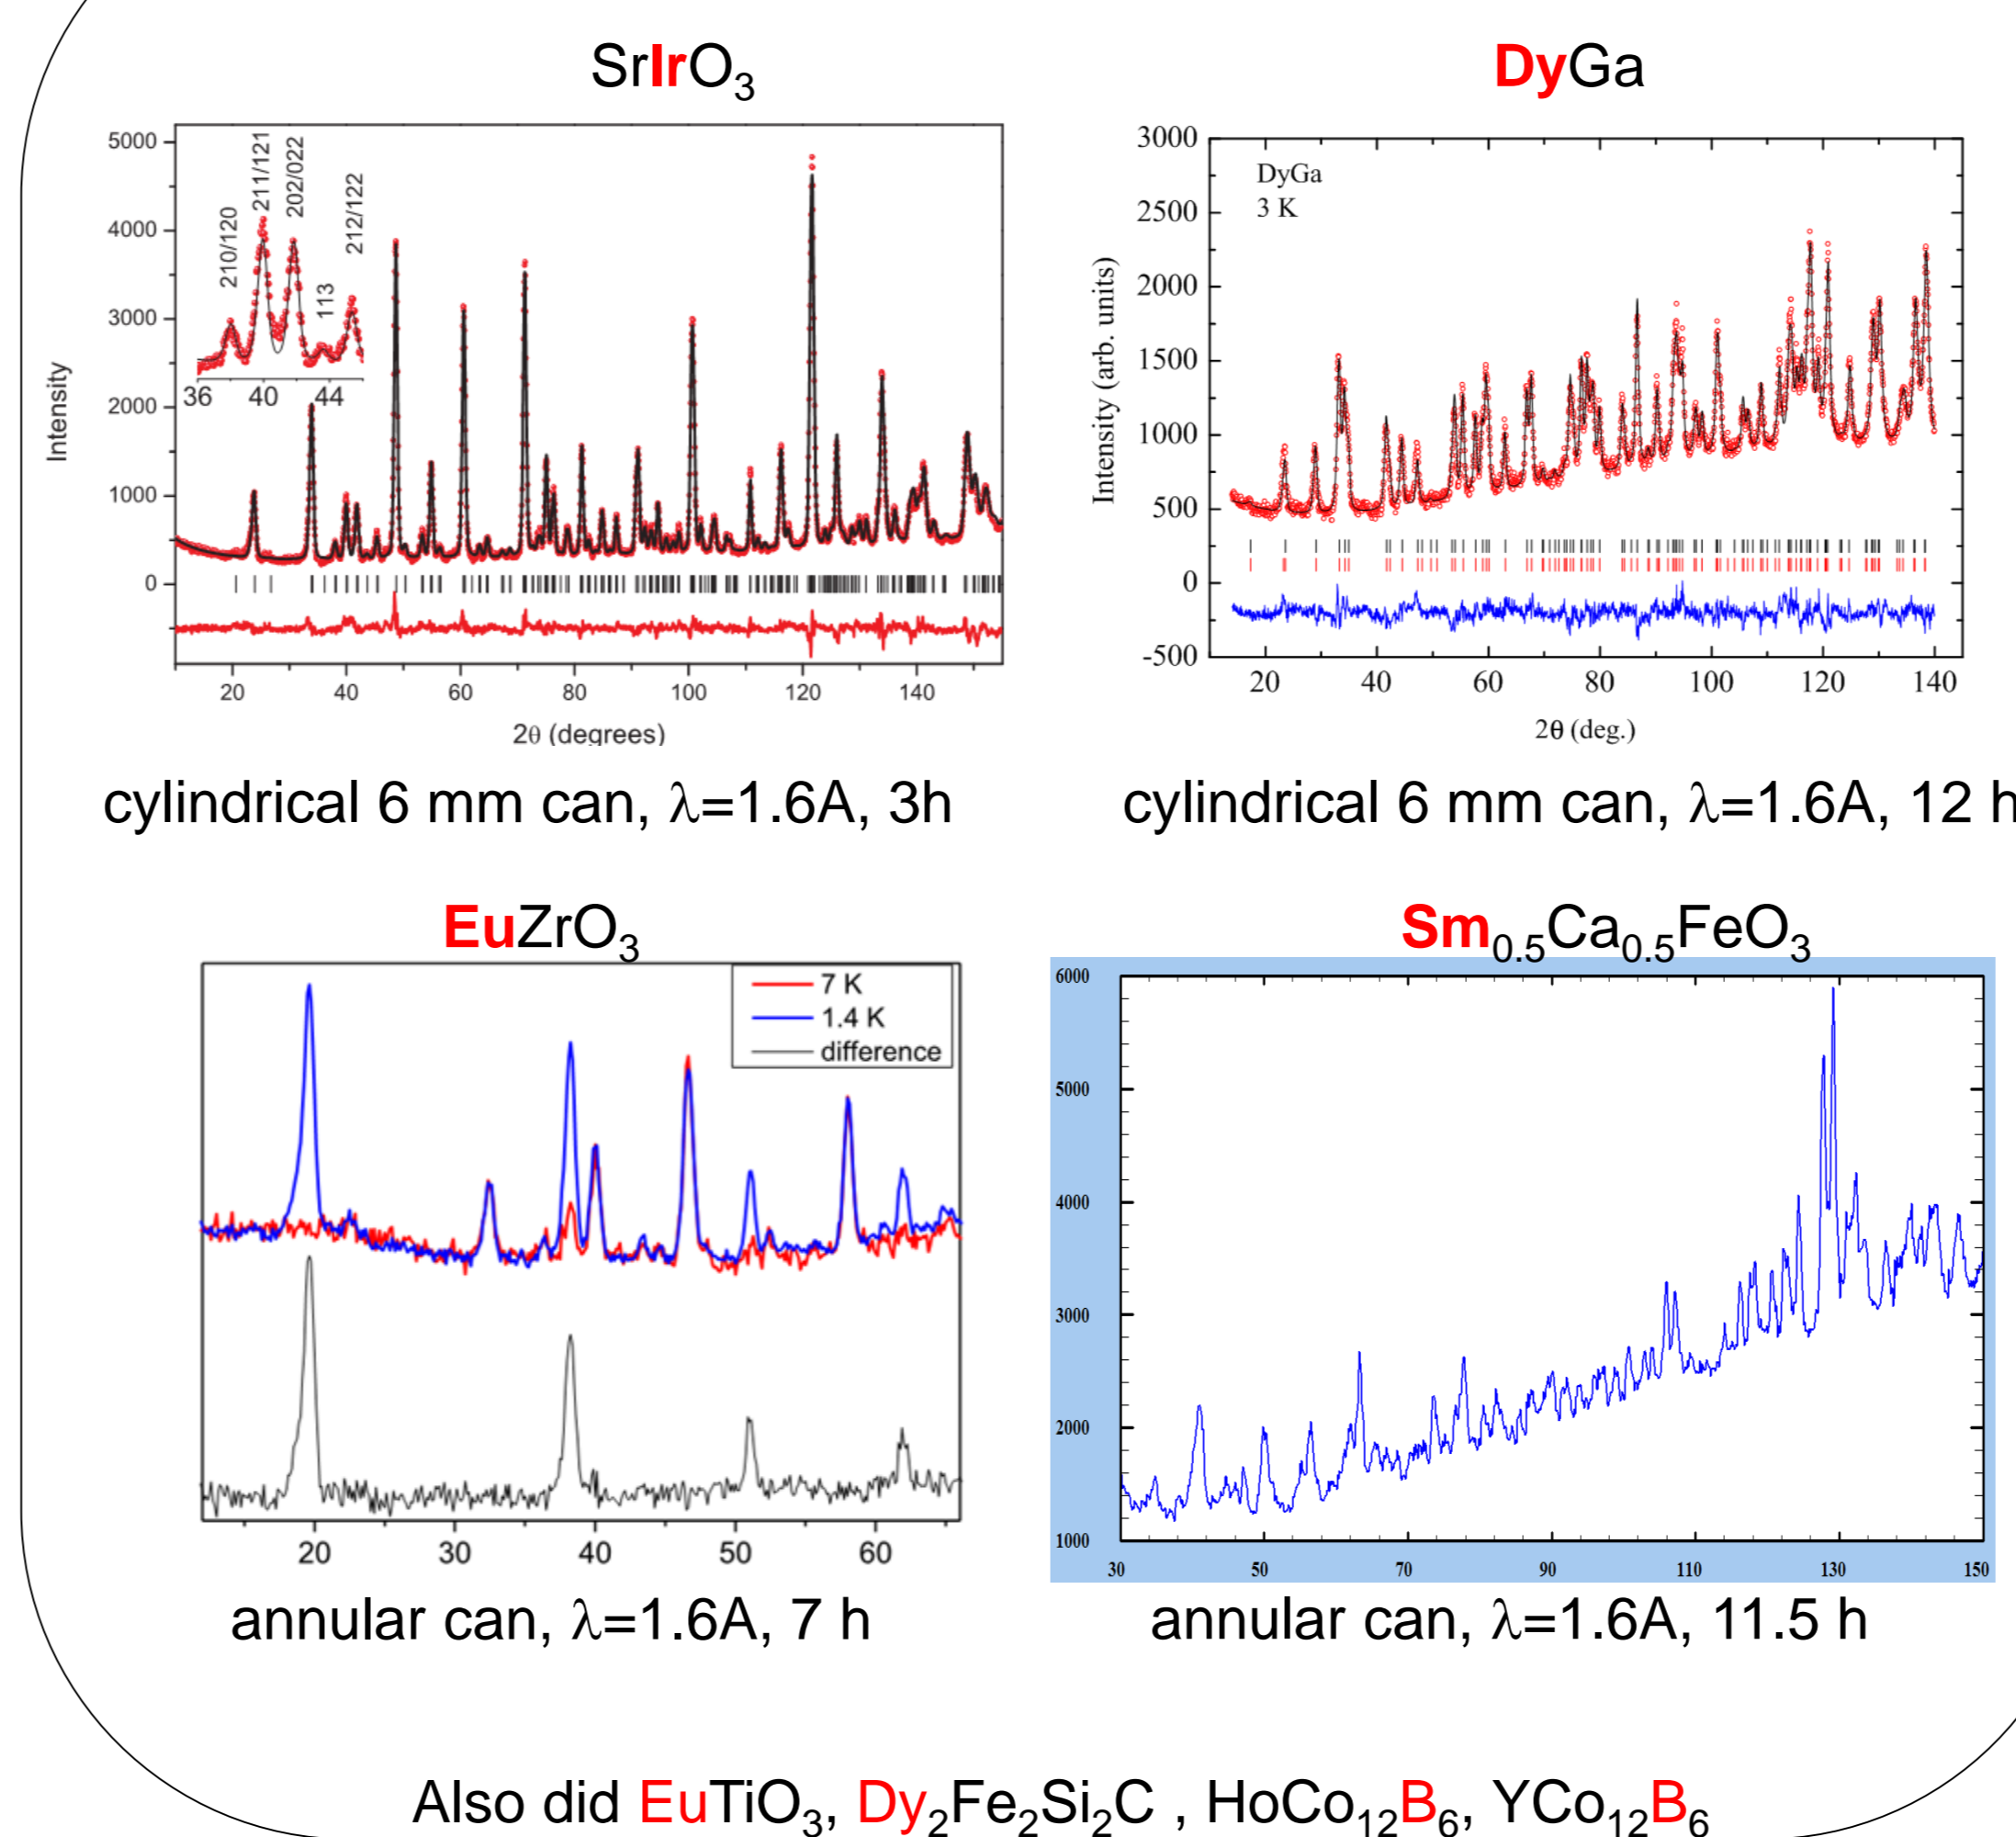 SrIrO₃
5000
4000
3000
2000
1000
0
Intensity
210/120
211/121
202/022
113
212/122
36 40 44
20 40 60 80 100 120 140
2θ (degrees)
cylindrical 6 mm can, λ=1.6A, 3h
DyGa
3000
2500
2000
1500
1000
500
0
-500
Intensity (arb. units)
DyGa
3 K
20 40 60 80 100 120 140
2θ (deg.)
cylindrical 6 mm can, λ=1.6A, 12 h
EuZrO₃
7 K
1.4 K
difference
20 30 40 50 60
annular can, λ=1.6A, 7 h
Sm₀.₅Ca₀.₅FeO₃
6000
5000
4000
3000
2000
1000
30 50 70 90 110 130 150
annular can, λ=1.6A, 11.5 h
Also did EuTiO₃, Dy₂Fe₂Si₂C , HoCo₁₂B₆, YCo₁₂B₆